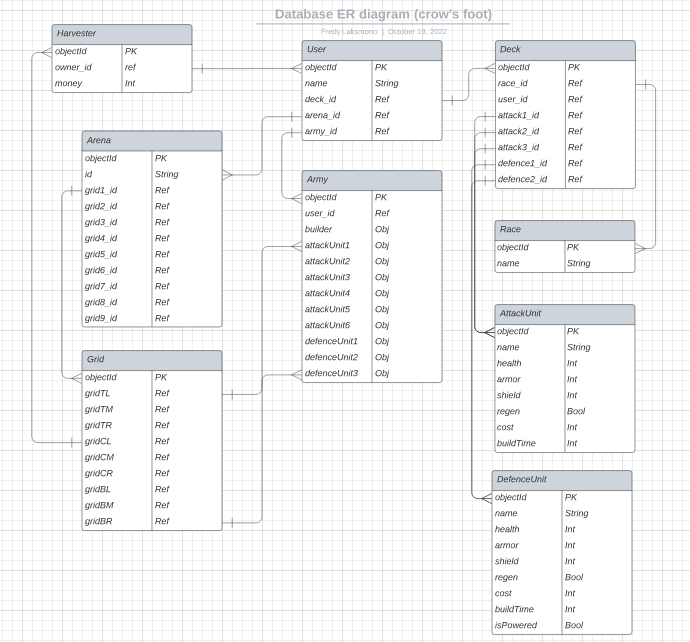 Database ER diagram (crow's foot)
Fredy Laksmono | October 19, 2022
Harvester
objectId PK
owner_id ref
money Int
User
objectId PK
name String
deck_id Ref
arena_id Ref
army_id Ref
Deck
objectId PK
race_id Ref
user_id Ref
attack1_id Ref
attack2_id Ref
attack3_id Ref
defence1_id Ref
defence2_id Ref
Arena
objectId PK
id String
grid1_id Ref
grid2_id Ref
grid3_id Ref
grid4_id Ref
grid5_id Ref
grid6_id Ref
grid7_id Ref
grid8_id Ref
grid9_id Ref
Army
objectId PK
user_id Ref
builder Obj
attackUnit1 Obj
attackUnit2 Obj
attackUnit3 Obj
attackUnit4 Obj
attackUnit5 Obj
attackUnit6 Obj
defenceUnit1 Obj
defenceUnit2 Obj
defenceUnit3 Obj
Race
objectId PK
name String
Grid
objectId PK
gridTL Ref
gridTM Ref
gridTR Ref
gridCL Ref
gridCM Ref
gridCR Ref
gridBL Ref
gridBM Ref
gridBR Ref
AttackUnit
objectId PK
name String
health Int
armor Int
shield Int
regen Bool
cost Int
buildTime Int
DefenceUnit
objectId PK
name String
health Int
armor Int
shield Int
regen Bool
cost Int
buildTime Int
isPowered Bool